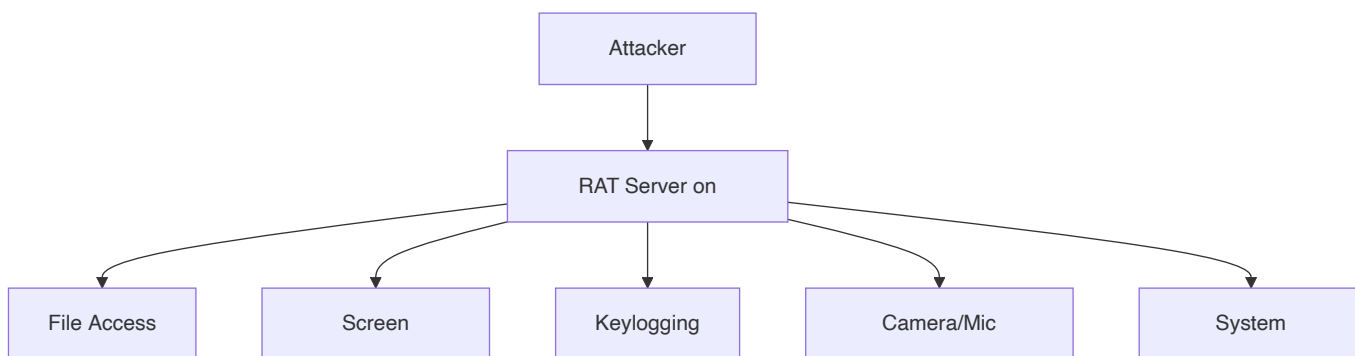 Attacker
RAT Server on
File Access
Screen
Keylogging
Camera/Mic
System